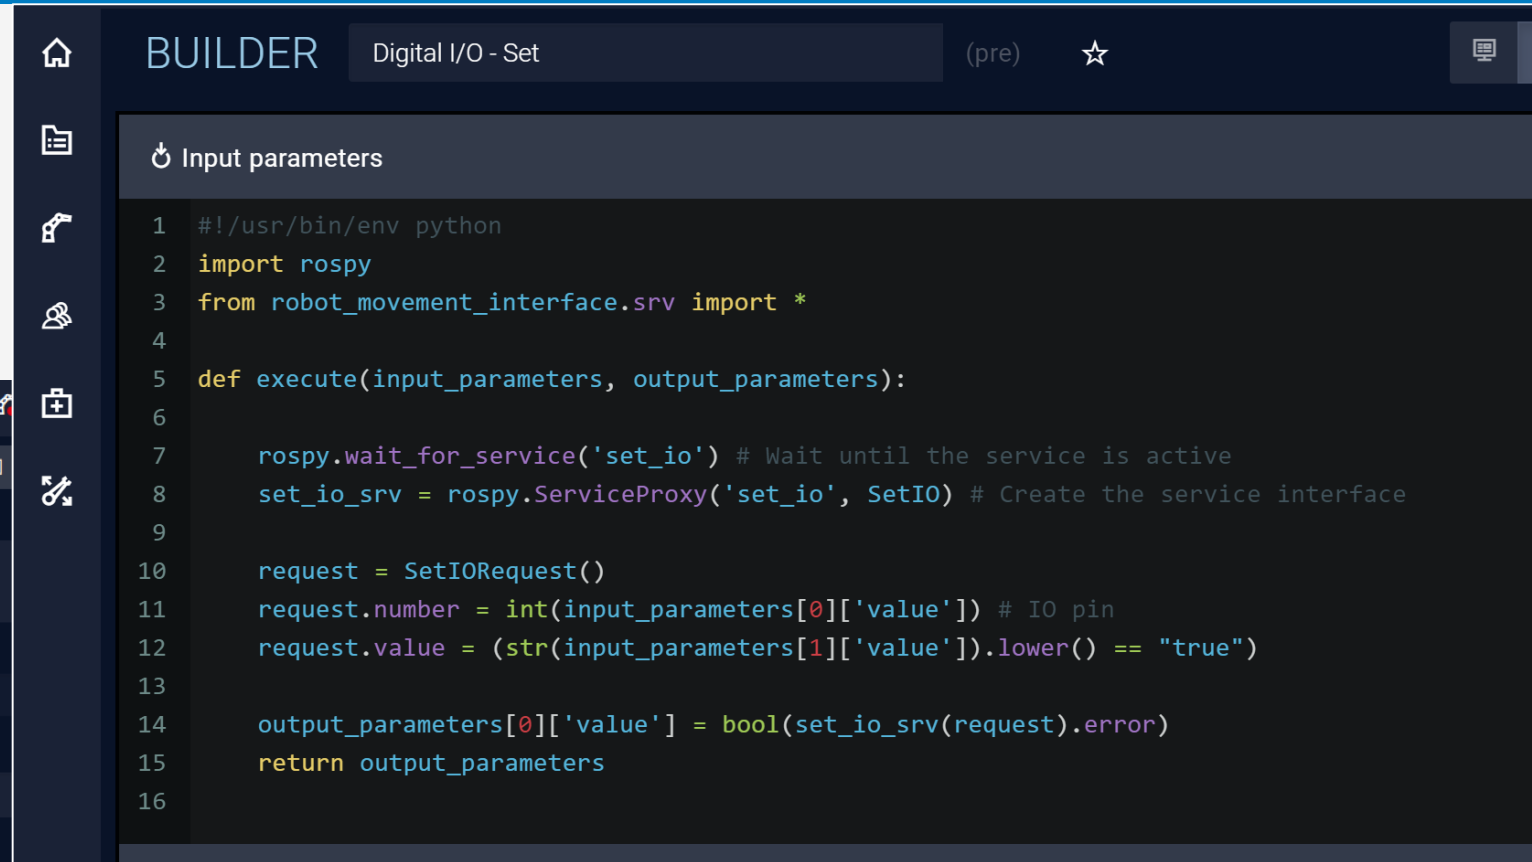 BUILDER
Digital I/O - Set
(pre)
Input parameters
1 #!/usr/bin/env python
2 import rospy
3 from robot_movement_interface.srv import *
4
5 def execute(input_parameters, output_parameters):
6
7 rospy.wait_for_service('set_io') # Wait until the service is active
8 set_io_srv = rospy.ServiceProxy('set_io', SetIO) # Create the service interface
9
10 request = SetIORequest()
11 request.number = int(input_parameters[0]['value']) # IO pin
12 request.value = (str(input_parameters[1]['value']).lower() == "true")
13
14 output_parameters[0]['value'] = bool(set_io_srv(request).error)
15 return output_parameters
16